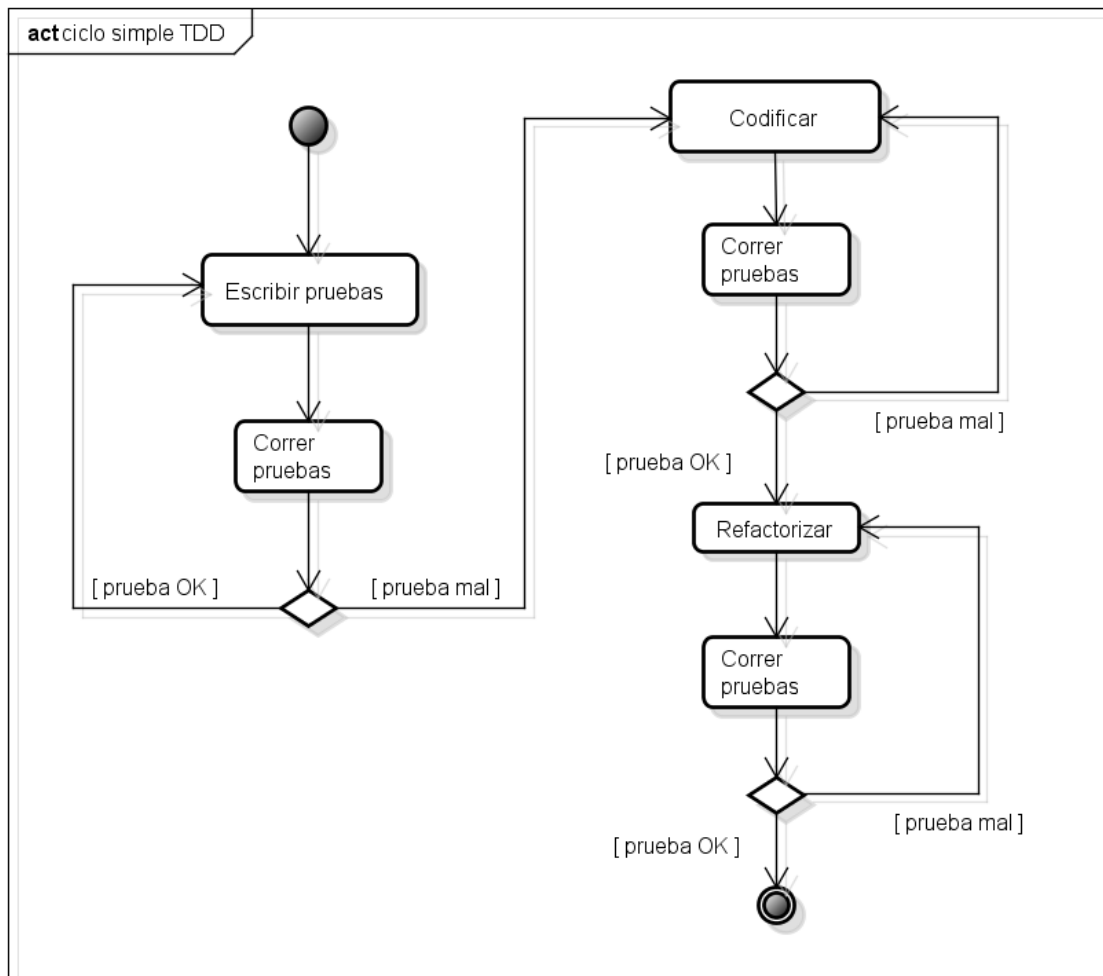 act ciclo simple TDD
Escribir pruebas
Correr
pruebas
[ prueba OK ]
[ prueba mal ]
Codificar
Correr
pruebas
[ prueba mal ]
[ prueba OK ]
Refactorizar
Correr
pruebas
[ prueba mal ]
[ prueba OK ]